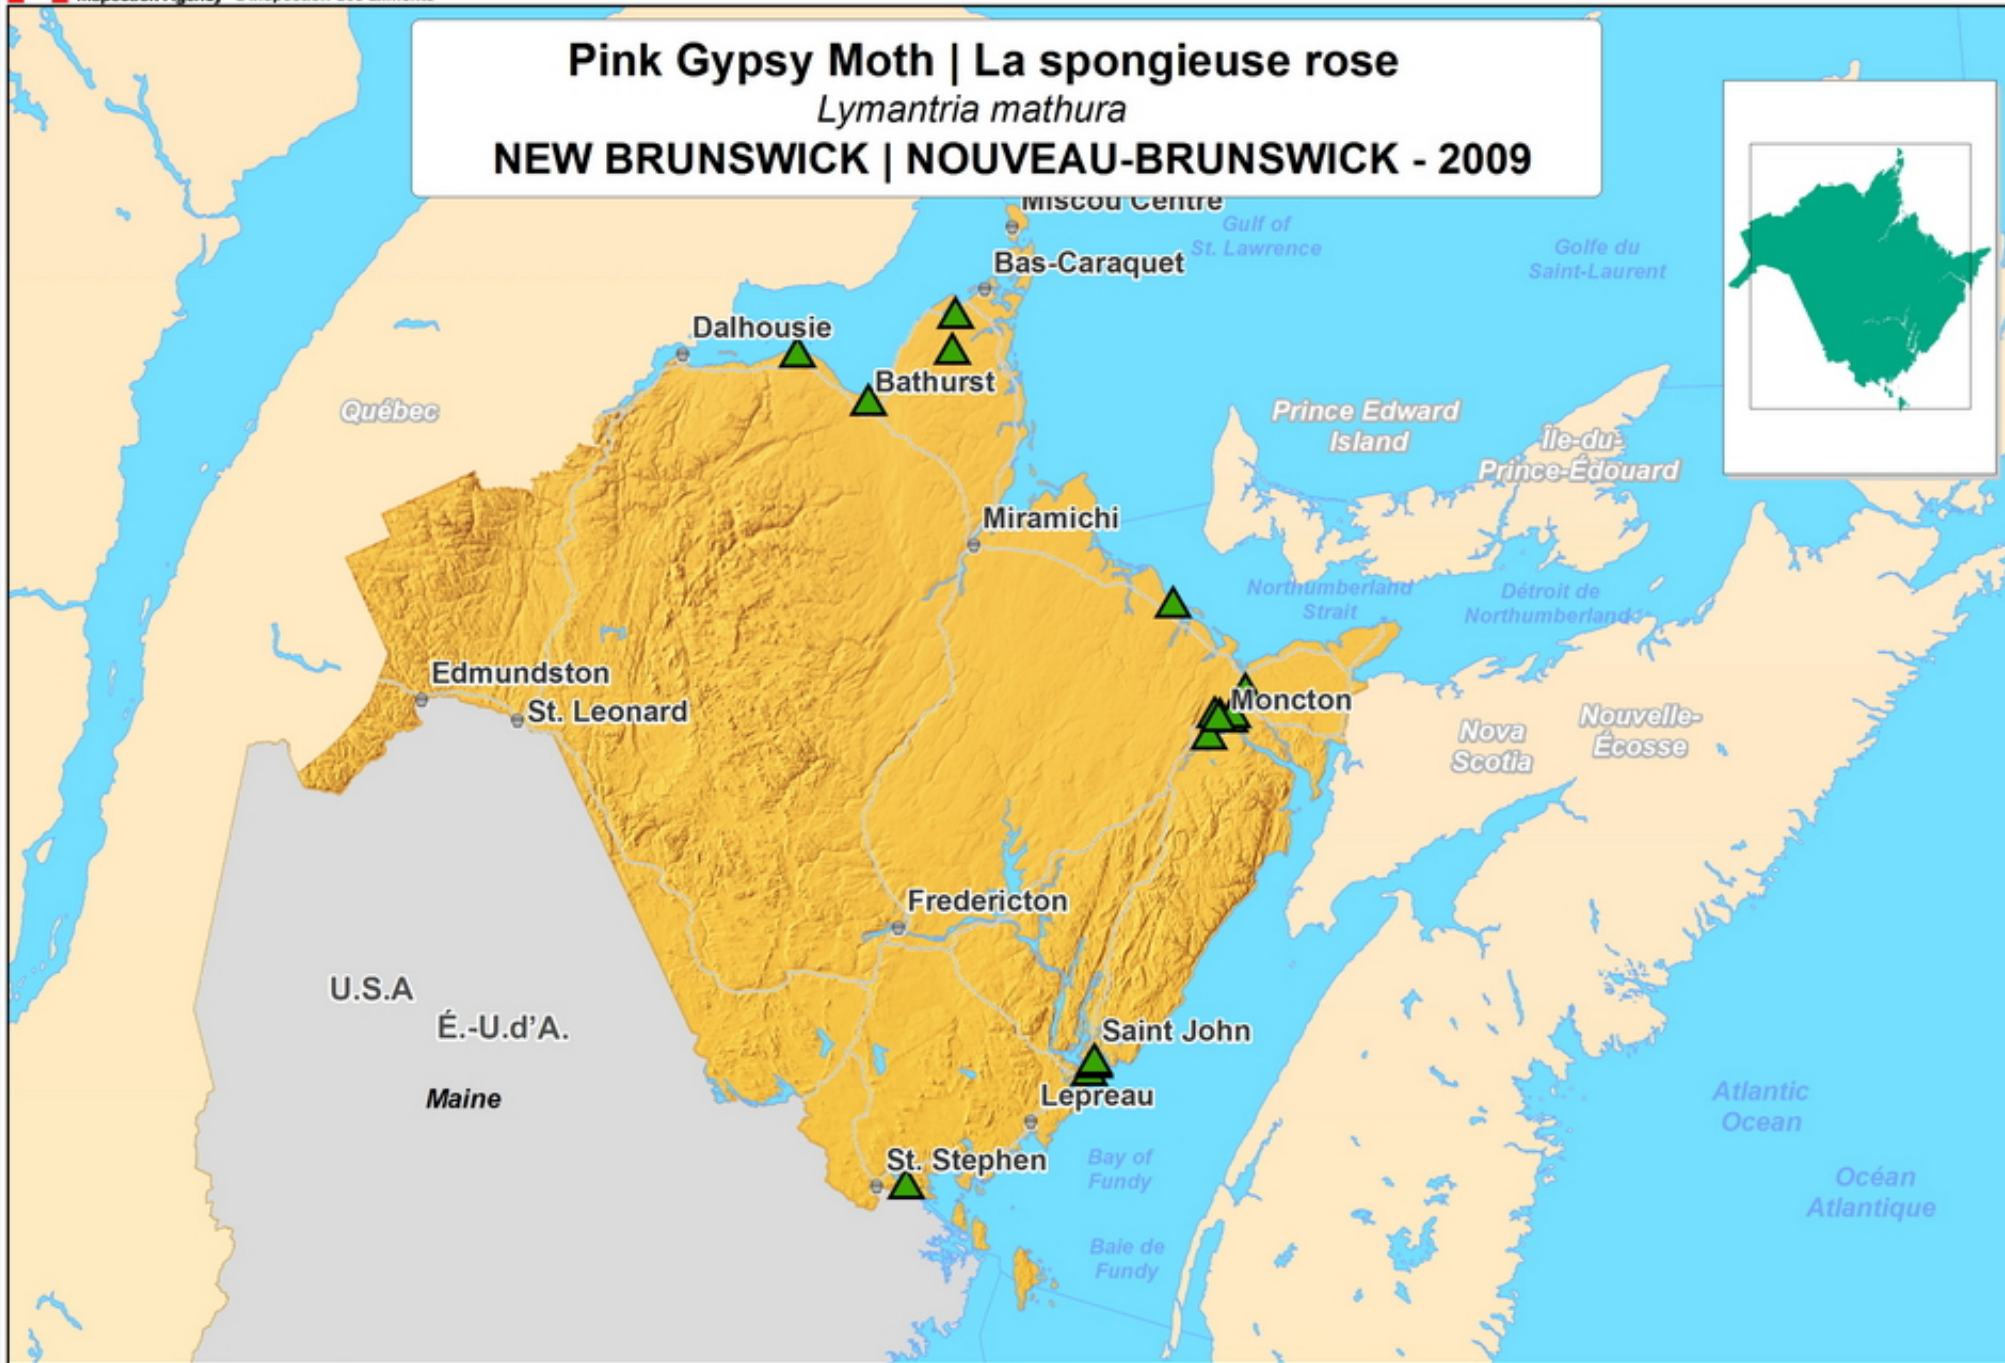 Pink Gypsy Moth | La spongieuse rose
Lymantria mathura
NEW BRUNSWICK | NOUVEAU-BRUNSWICK - 2009
Miscou Centre
Gulf of
St. Lawrence
Golfe du
Saint-Laurent
Bas-Caraquet
Dalhousie
Bathurst
Québec
Prince Edward
Island
Île-du-
Prince-Édouard
Miramichi
Northumberland
Strait
Détroit de
Northumberland
Edmundston
St. Leonard
Moncton
Nova
Scotia
Nouvelle-
Écosse
Fredericton
U.S.A
É.-U.d'A.
Maine
Saint John
Lepreau
Atlantic
Ocean
St. Stephen
Bay of
Fundy
Océan
Atlantique
Baie de
Fundy